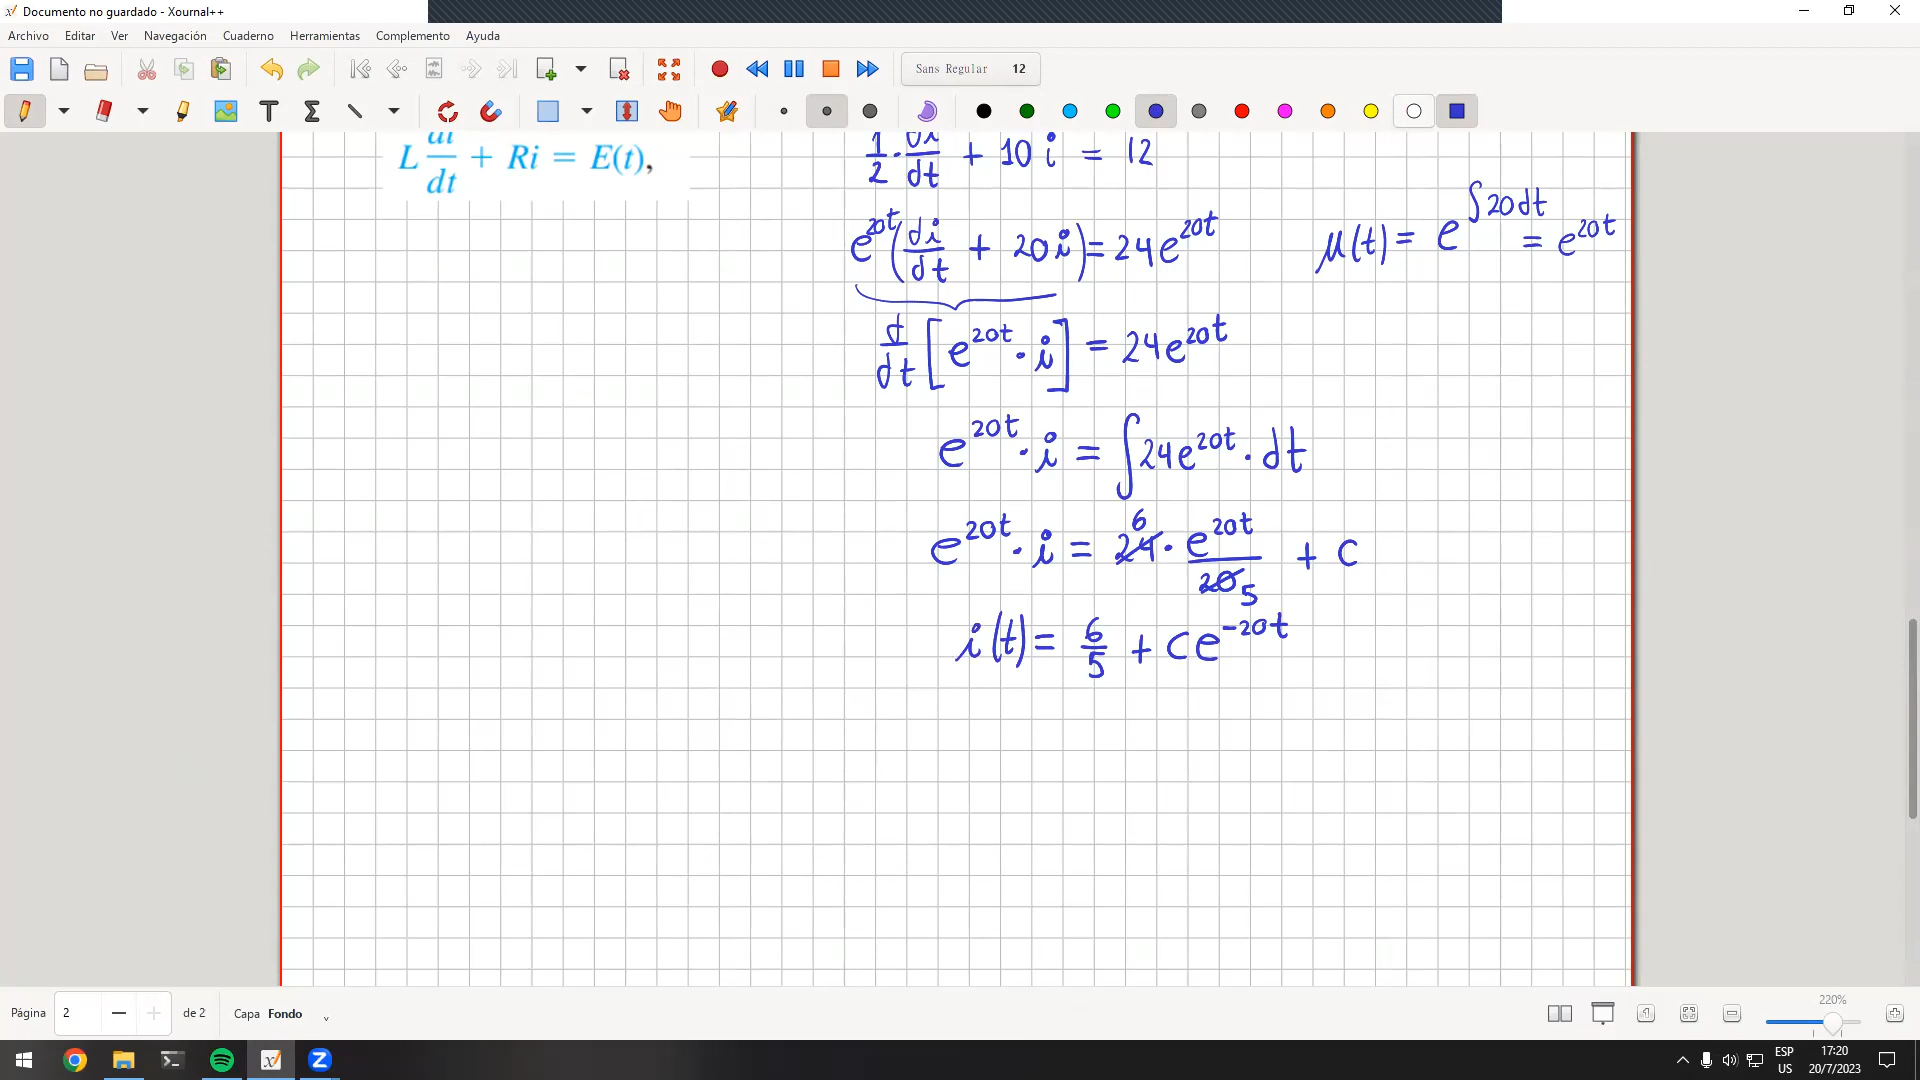 Documento no guardado - Xournal++
Archivo Editar Ver Navegación Cuaderno Herramientas Complemento Ayuda
Sans Regular 12
L di/dt + Ri = E(t),
1/2 · di/dt + 10 i = 12
e^20t (di/dt + 20 i) = 24e^20t
μ(t) = e^∫20dt = e^20t
d/dt [e^20t · i] = 24e^20t
e^20t · i = ∫24e^20t · dt
e^20t · i = 24 6 · e^20t/20 5 + c
i(t) = 6/5 + ce^-20t
Página 2 de 2 Capa Fondo
220%
ESP
US
17:20
20/7/2023